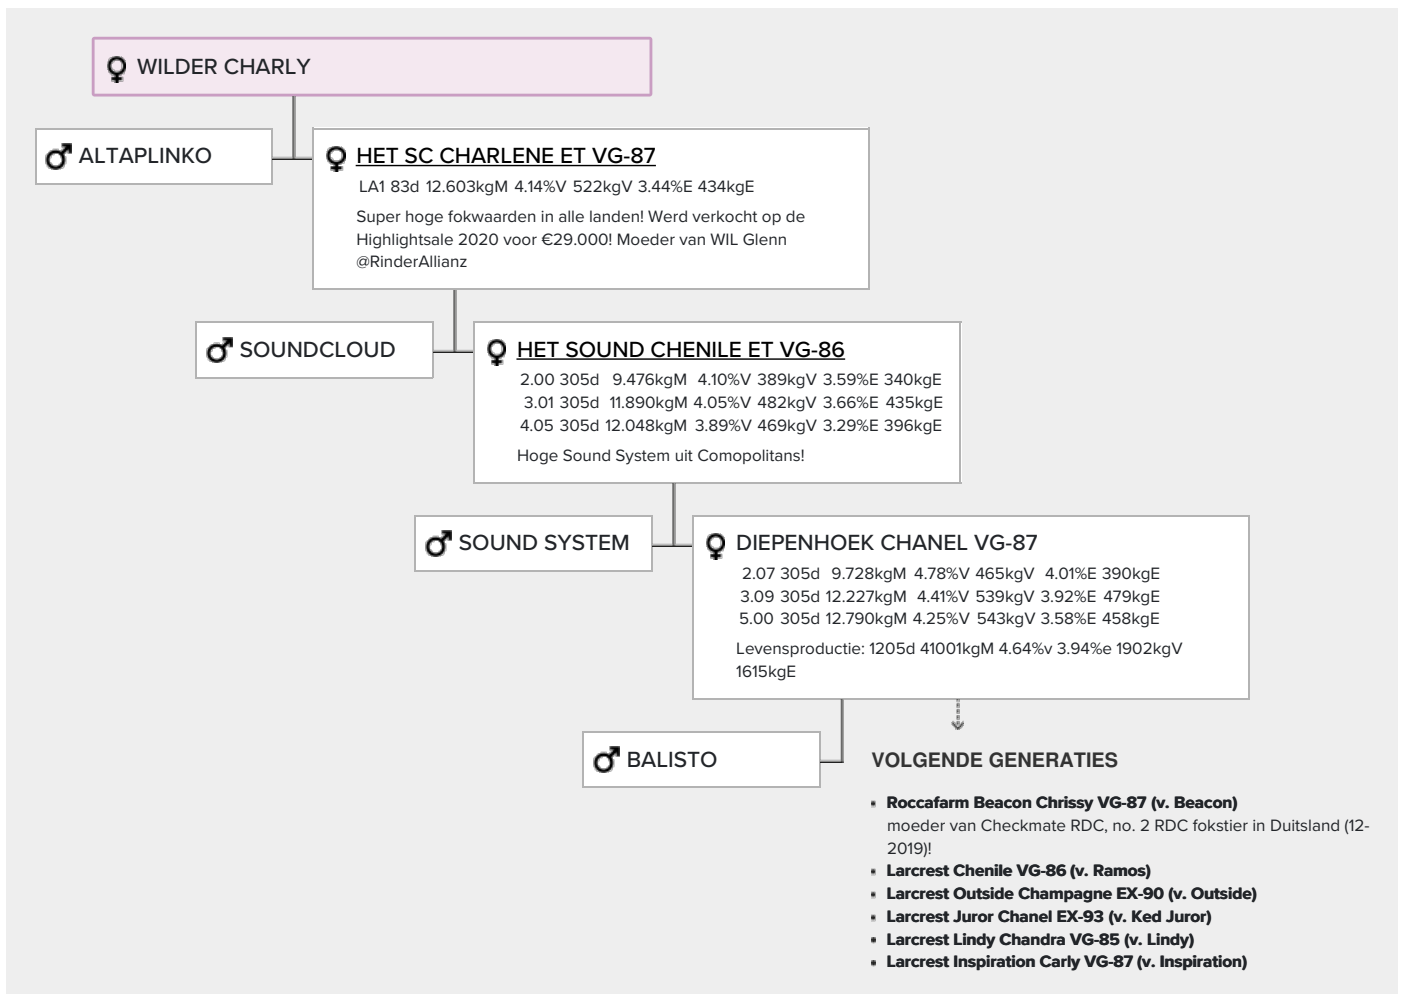 WILDER CHARLY
ALTAPLINKO
HET SC CHARLENE ET VG-87
LA1 83d 12.603kgM 4.14%V 522kgV 3.44%E 434kgE
Super hoge fokwaarden in alle landen! Werd verkocht op de
Highlightsale 2020 voor €29.000! Moeder van WIL Glenn
@RinderAllianz
SOUNDCLOUD
HET SOUND CHENILE ET VG-86
2.00 305d 9.476kgM 4.10%V 389kgV 3.59%E 340kgE
3.01 305d 11.890kgM 4.05%V 482kgV 3.66%E 435kgE
4.05 305d 12.048kgM 3.89%V 469kgV 3.29%E 396kgE
Hoge Sound System uit Comopolitans!
SOUND SYSTEM
DIEPENHOEK CHANEL VG-87
2.07 305d 9.728kgM 4.78%V 465kgV 4.01%E 390kgE
3.09 305d 12.227kgM 4.41%V 539kgV 3.92%E 479kgE
5.00 305d 12.790kgM 4.25%V 543kgV 3.58%E 458kgE
Levensproductie: 1205d 41001kgM 4.64%v 3.94%e 1902kgV
1615kgE
BALISTO
VOLGENDE GENERATIES
Roccafarm Beacon Chrissy VG-87 (v. Beacon)
moeder van Checkmate RDC, no. 2 RDC fokstier in Duitsland (12-
2019)!
Larcrest Chenile VG-86 (v. Ramos)
Larcrest Outside Champagne EX-90 (v. Outside)
Larcrest Juror Chanel EX-93 (v. Ked Juror)
Larcrest Lindy Chandra VG-85 (v. Lindy)
Larcrest Inspiration Carly VG-87 (v. Inspiration)